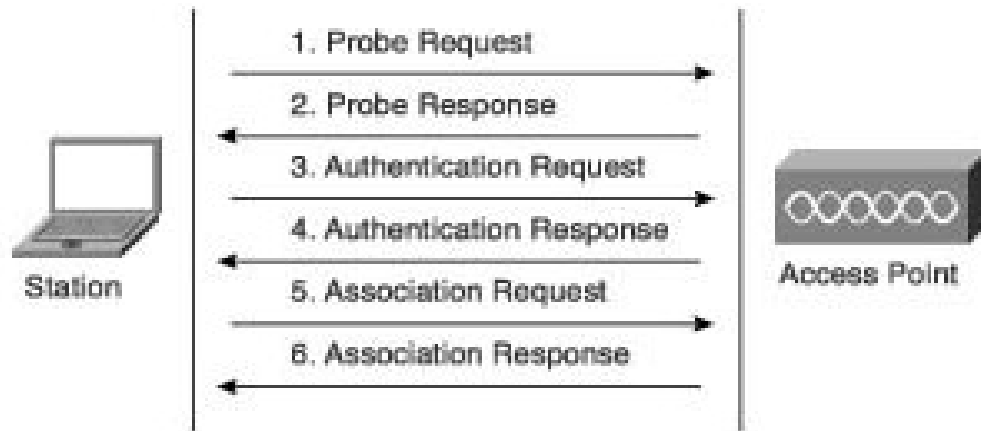 1. Probe Request
2. Probe Response
3. Authentication Request
4. Authentication Response
5. Association Request
6. Association Response
Station
Access Point